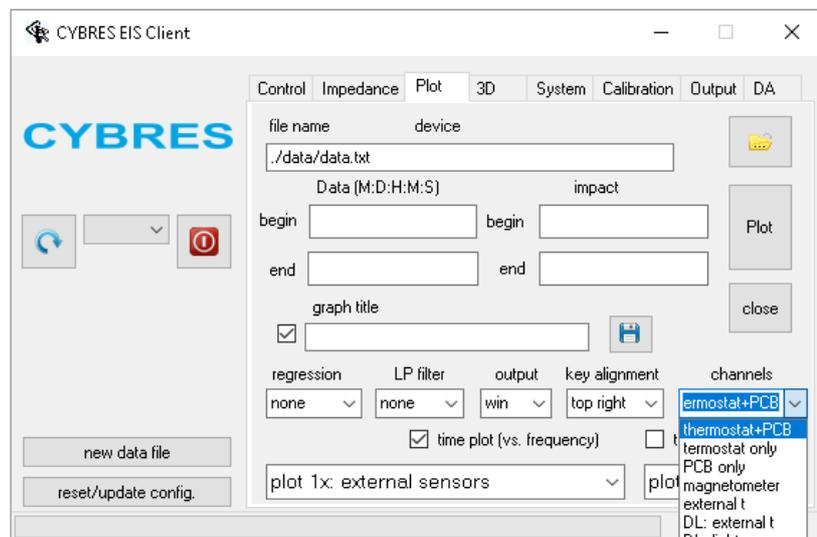 CYBRES EIS Client
Control Impedance Plot 3D System Calibration Output DA
CYBRES
file name device
./data/data.txt
Data (M:D:H:M:S) impact
begin begin Plot
end end
graph title close
regression LP filter output key alignment channels
none none win top right ermostat+PCB
thermostat+PCB
time plot (vs. frequency) t
termostat only
new data file
PCB only
plot 1x: external sensors plot
magnetometer
reset/update config.
external t
DL: external t